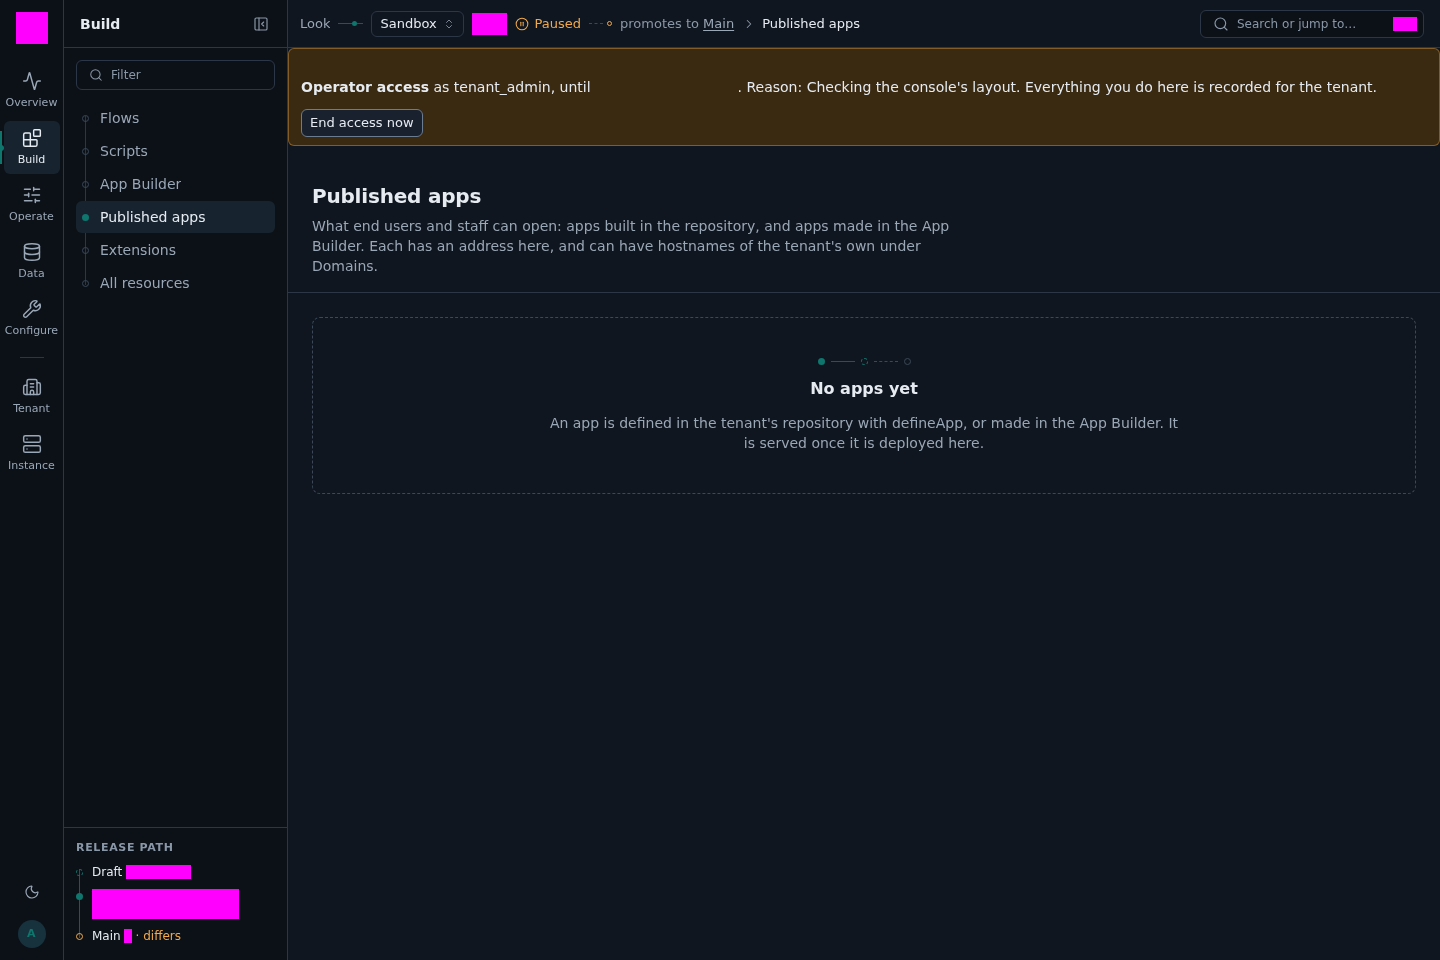 Build
Look
Sandbox
Paused
promotes to Main
Published apps
Search or jump to...
Overview
Build
Operate
Data
Configure
Tenant
Instance
A
Filter
Flows
Scripts
App Builder
Published apps
Extensions
All resources
RELEASE PATH
Draft
Main · differs
Operator access as tenant_admin, until . Reason: Checking the console's layout. Everything you do here is recorded for the tenant.
End access now
Published apps
What end users and staff can open: apps built in the repository, and apps made in the App
Builder. Each has an address here, and can have hostnames of the tenant's own under
Domains.
No apps yet
An app is defined in the tenant's repository with defineApp, or made in the App Builder. It
is served once it is deployed here.